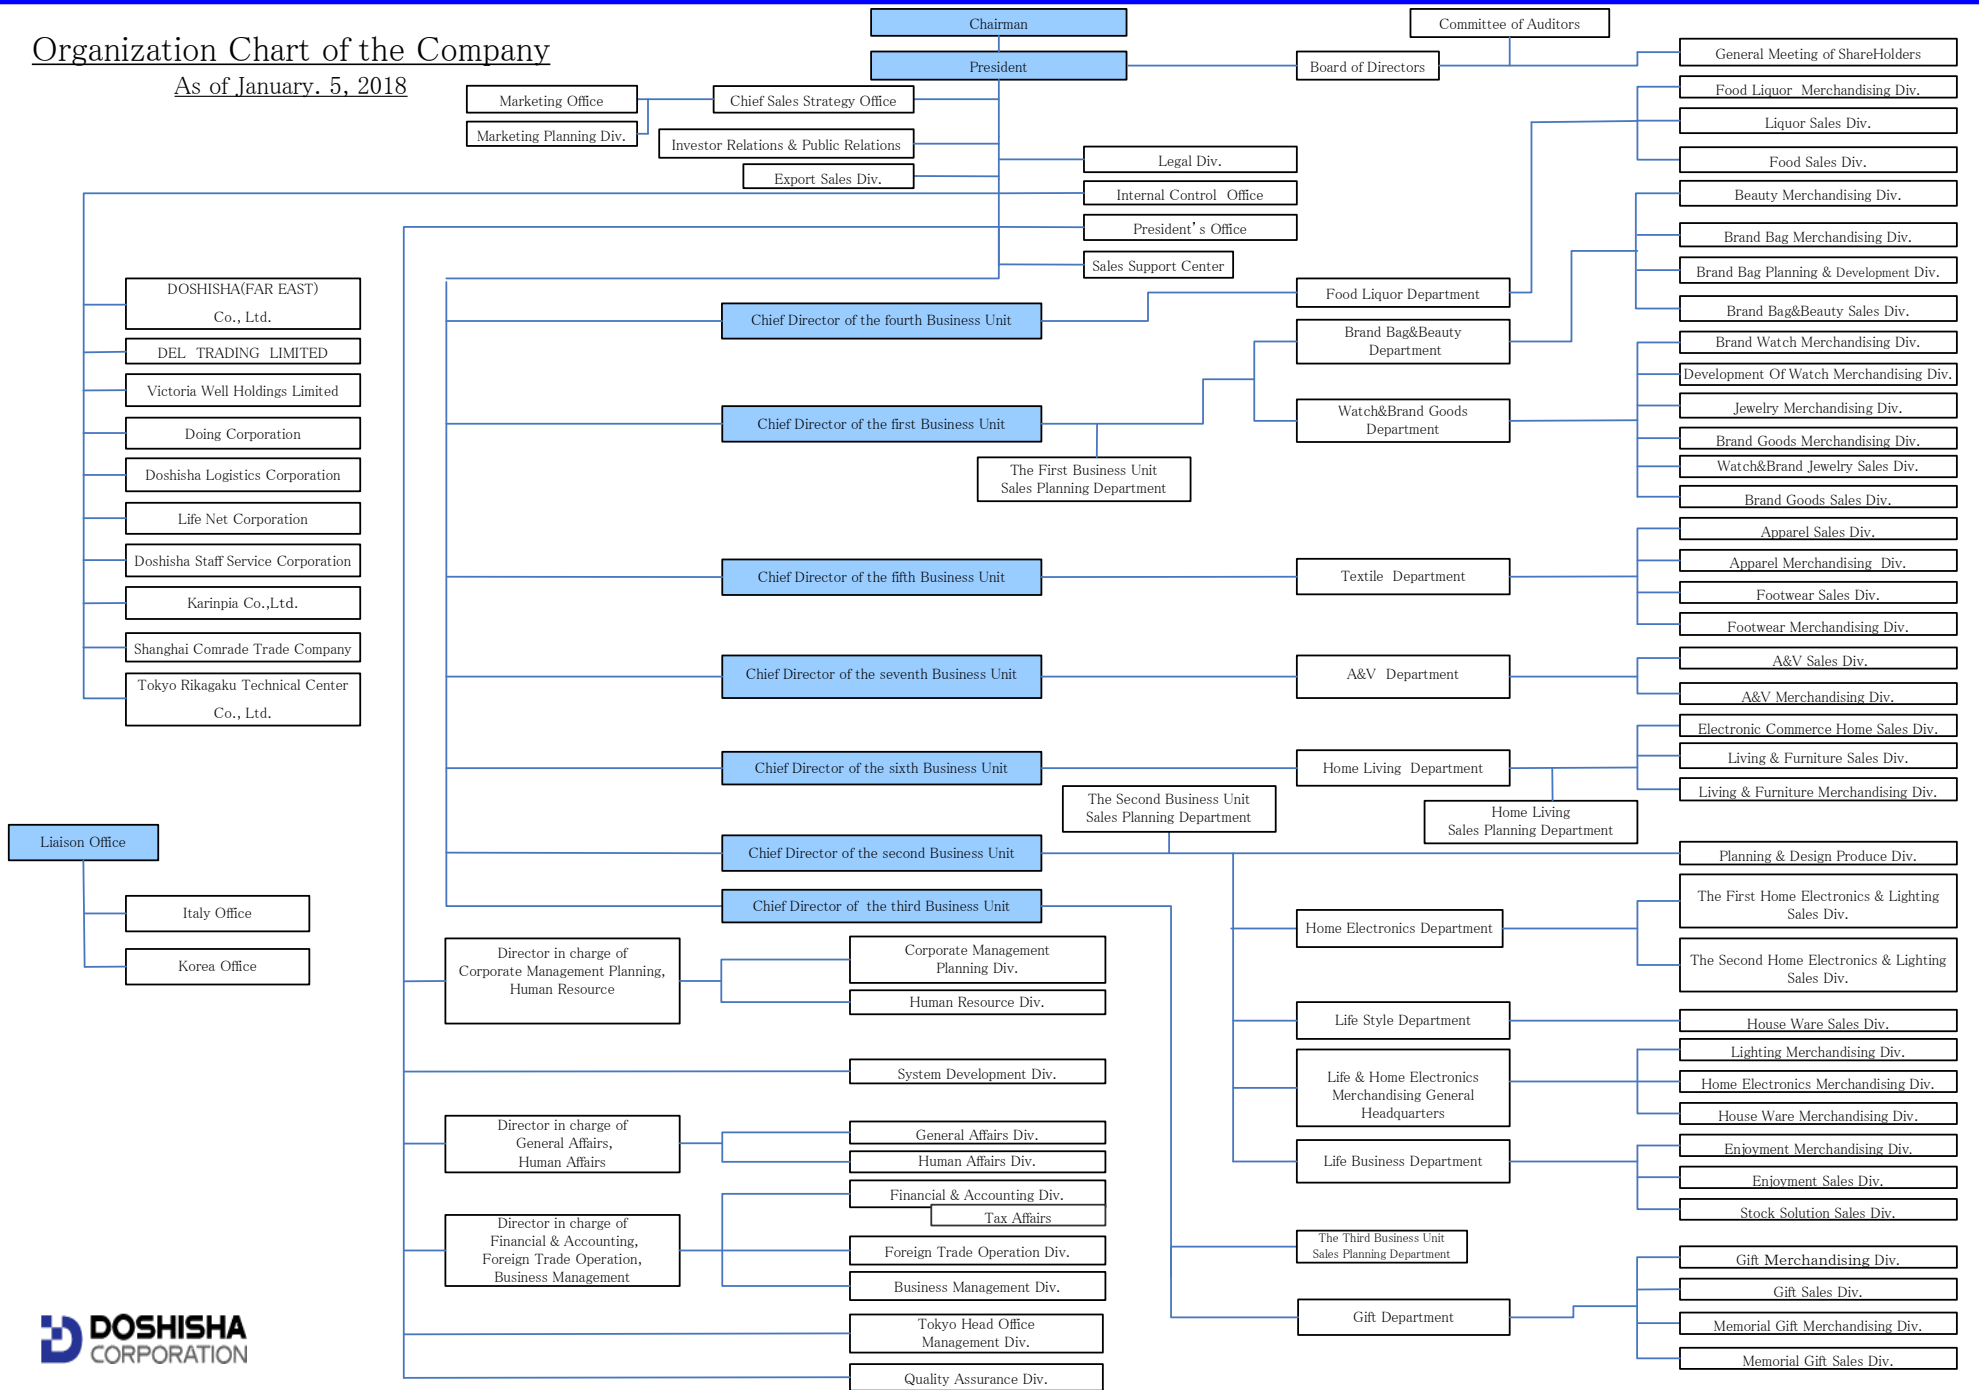 Organization Chart of the Company
As of January. 5, 2018
Chairman
President
Committee of Auditors
Board of Directors
General Meeting of ShareHolders
Marketing Office
Chief Sales Strategy Office
Marketing Planning Div.
Investor Relations & Public Relations
Export Sales Div.
Legal Div.
Internal Control Office
President's Office
Sales Support Center
Food Liquor Merchandising Div.
Liquor Sales Div.
Food Sales Div.
Beauty Merchandising Div.
Brand Bag Merchandising Div.
Brand Bag Planning & Development Div.
Brand Bag&Beauty Sales Div.
Brand Watch Merchandising Div.
Development Of Watch Merchandising Div.
Jewelry Merchandising Div.
Brand Goods Merchandising Div.
Watch&Brand Jewelry Sales Div.
Brand Goods Sales Div.
DOSHISHA(FAR EAST)
Co., Ltd.
DEL TRADING LIMITED
Victoria Well Holdings Limited
Doing Corporation
Doshisha Logistics Corporation
Life Net Corporation
Doshisha Staff Service Corporation
Karinpia Co.,Ltd.
Shanghai Comrade Trade Company
Tokyo Rikagaku Technical Center
Co., Ltd.
Chief Director of the fourth Business Unit
Food Liquor Department
Brand Bag&Beauty
Department
Chief Director of the first Business Unit
Watch&Brand Goods
Department
The First Business Unit
Sales Planning Department
Chief Director of the fifth Business Unit
Textile Department
Apparel Sales Div.
Apparel Merchandising Div.
Footwear Sales Div.
Footwear Merchandising Div.
Chief Director of the seventh Business Unit
A&V Department
A&V Sales Div.
A&V Merchandising Div.
Chief Director of the sixth Business Unit
Home Living Department
Electronic Commerce Home Sales Div.
Living & Furniture Sales Div.
Living & Furniture Merchandising Div.
The Second Business Unit
Sales Planning Department
Home Living
Sales Planning Department
Chief Director of the second Business Unit
Planning & Design Produce Div.
Chief Director of the third Business Unit
Liaison Office
Italy Office
Korea Office
Home Electronics Department
The First Home Electronics & Lighting
Sales Div.
The Second Home Electronics & Lighting
Sales Div.
Director in charge of
Corporate Management Planning,
Human Resource
Corporate Management
Planning Div.
Human Resource Div.
Life Style Department
House Ware Sales Div.
System Development Div.
Life & Home Electronics
Merchandising General
Headquarters
Lighting Merchandising Div.
Home Electronics Merchandising Div.
House Ware Merchandising Div.
Director in charge of
General Affairs,
Human Affairs
General Affairs Div.
Human Affairs Div.
Life Business Department
Enjoyment Merchandising Div.
Enjoyment Sales Div.
Stock Solution Sales Div.
Director in charge of
Financial & Accounting,
Foreign Trade Operation,
Business Management
Financial & Accounting Div.
Tax Affairs
Foreign Trade Operation Div.
Business Management Div.
The Third Business Unit
Sales Planning Department
Gift Department
Gift Merchandising Div.
Gift Sales Div.
Memorial Gift Merchandising Div.
Memorial Gift Sales Div.
Tokyo Head Office
Management Div.
Quality Assurance Div.
DOSHISHA
CORPORATION